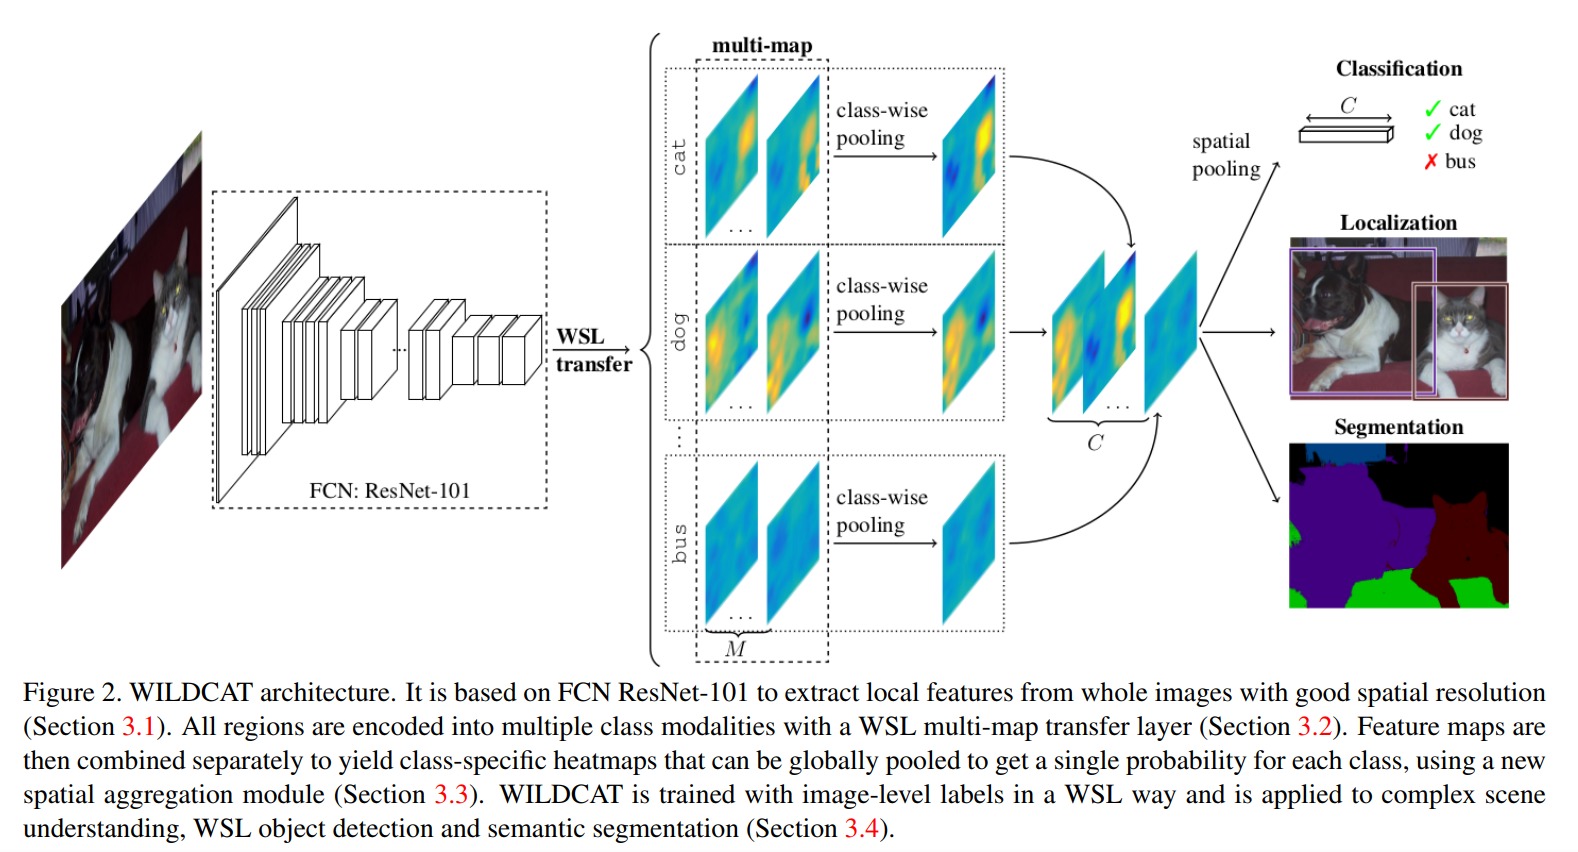 multi-map
cat
class-wise
pooling
. . .
dog
class-wise
pooling
. . .
bus
class-wise
pooling
. . .
M
FCN: ResNet-101
...
WSL
transfer
. . .
C
spatial
pooling
Classification
C
✓ cat
✓ dog
✗ bus
Localization
Segmentation
Figure 2. WILDCAT architecture. It is based on FCN ResNet-101 to extract local features from whole images with good spatial resolution
(Section 3.1). All regions are encoded into multiple class modalities with a WSL multi-map transfer layer (Section 3.2). Feature maps are
then combined separately to yield class-specific heatmaps that can be globally pooled to get a single probability for each class, using a new
spatial aggregation module (Section 3.3). WILDCAT is trained with image-level labels in a WSL way and is applied to complex scene
understanding, WSL object detection and semantic segmentation (Section 3.4).